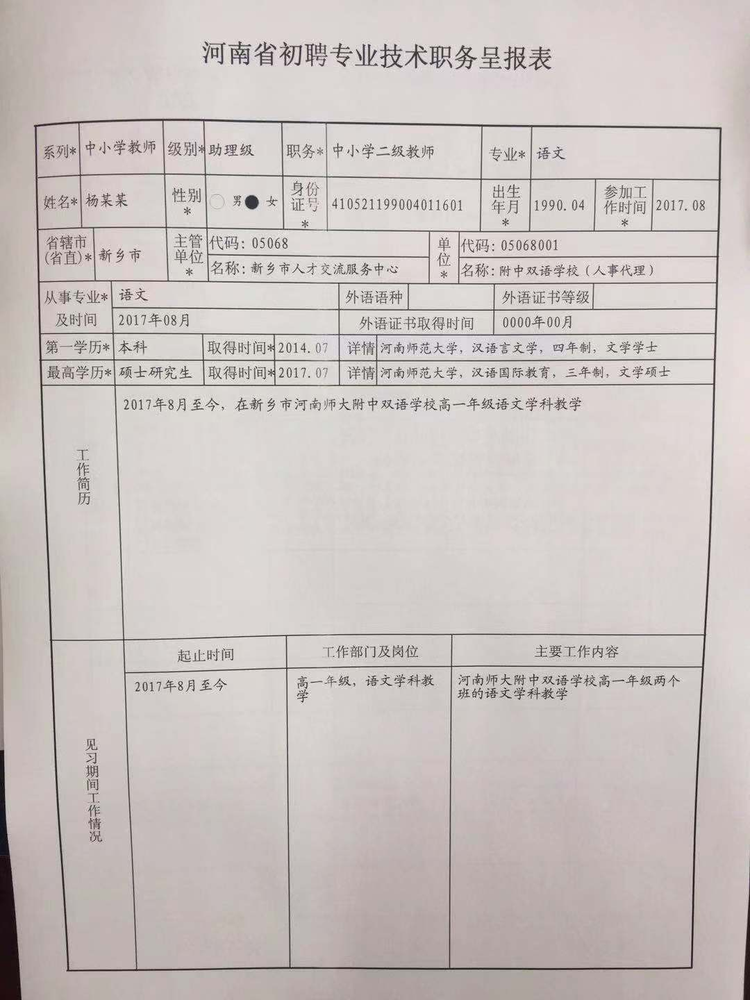 河南省初聘专业技术职务呈报表
系列* 中小学教师 级别* 助理级 职务* 中小学二级教师 专业* 语文
姓名* 杨某某 性别* 男 女 身份证号* 410521199004011601 出生年月* 1990.04 参加工作时间* 2017.08
省辖市(省直)* 新乡市 主管单位* 代码: 05068 单位* 代码: 05068001
名称: 新乡市人才交流服务中心 名称: 附中双语学校（人事代理）
从事专业* 语文 外语语种 外语证书等级
及时间 2017年08月 外语证书取得时间 0000年00月
第一学历* 本科 取得时间* 2014.07 详情 河南师范大学，汉语言文学，四年制，文学学士
最高学历* 硕士研究生 取得时间* 2017.07 详情 河南师范大学，汉语国际教育，三年制，文学硕士
工作简历
2017年8月至今，在新乡市河南师大附中双语学校高一年级语文学科教学
见习期间工作情况
起止时间 工作部门及岗位 主要工作内容
2017年8月至今 高一年级，语文学科教 河南师大附中双语学校高一年级两个
学 班的语文学科教学